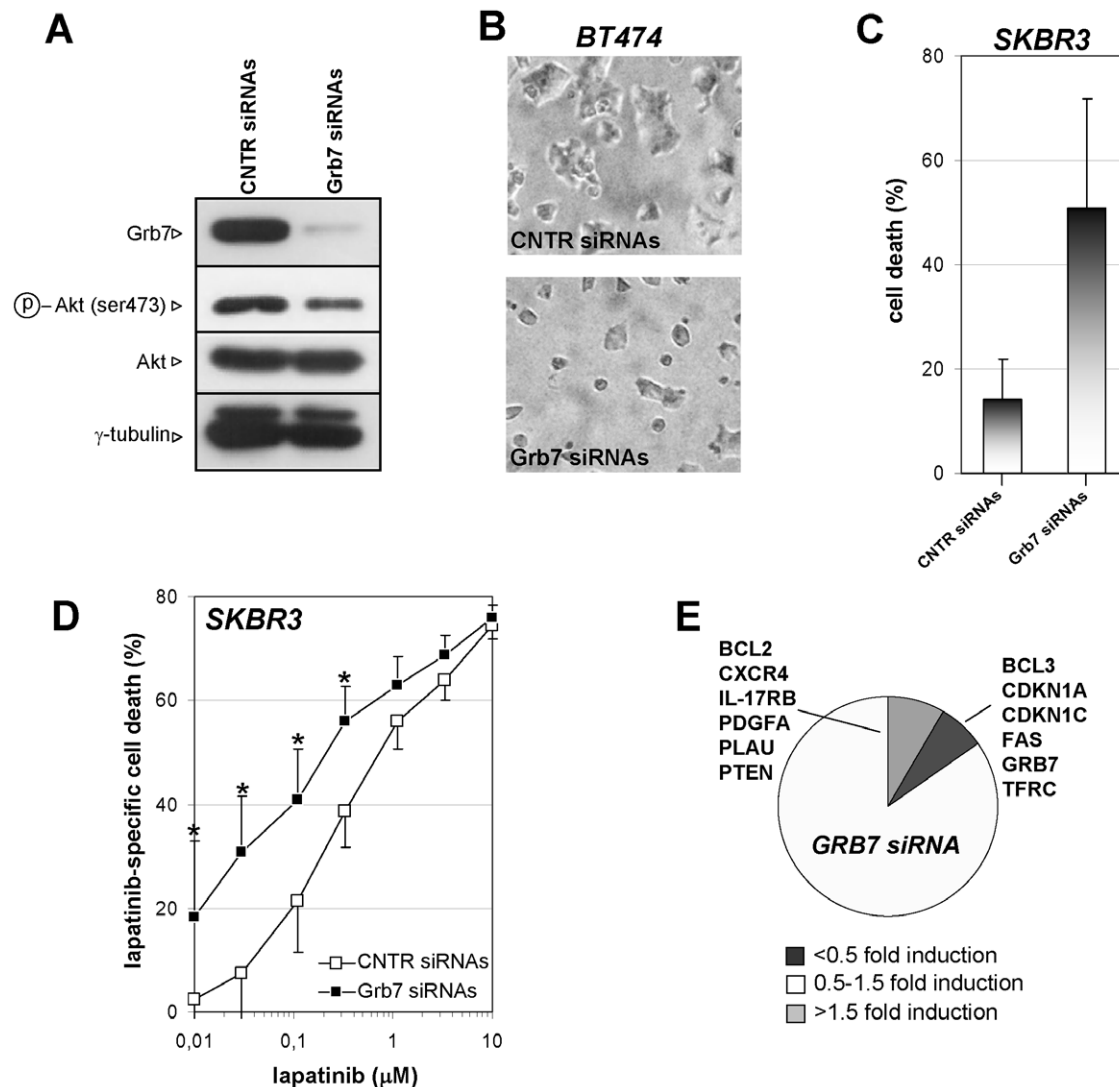 A
CNTR siRNAs
Grb7 siRNAs
Grb7
P – Akt (ser473)
Akt
γ-tubulin
B
BT474
CNTR siRNAs
Grb7 siRNAs
C
SKBR3
80
60
40
20
0
cell death (%)
CNTR siRNAs
Grb7 siRNAs
D
SKBR3
80
60
40
20
0
lapatinib-specific cell death (%)
*
*
*
*
CNTR siRNAs
Grb7 siRNAs
0,01 0,1 1 10
lapatinib (μM)
E
BCL2
CXCR4
IL-17RB
PDGFA
PLAU
PTEN
BCL3
CDKN1A
CDKN1C
FAS
GRB7
TFRC
GRB7 siRNA
<0.5 fold induction
0.5-1.5 fold induction
>1.5 fold induction